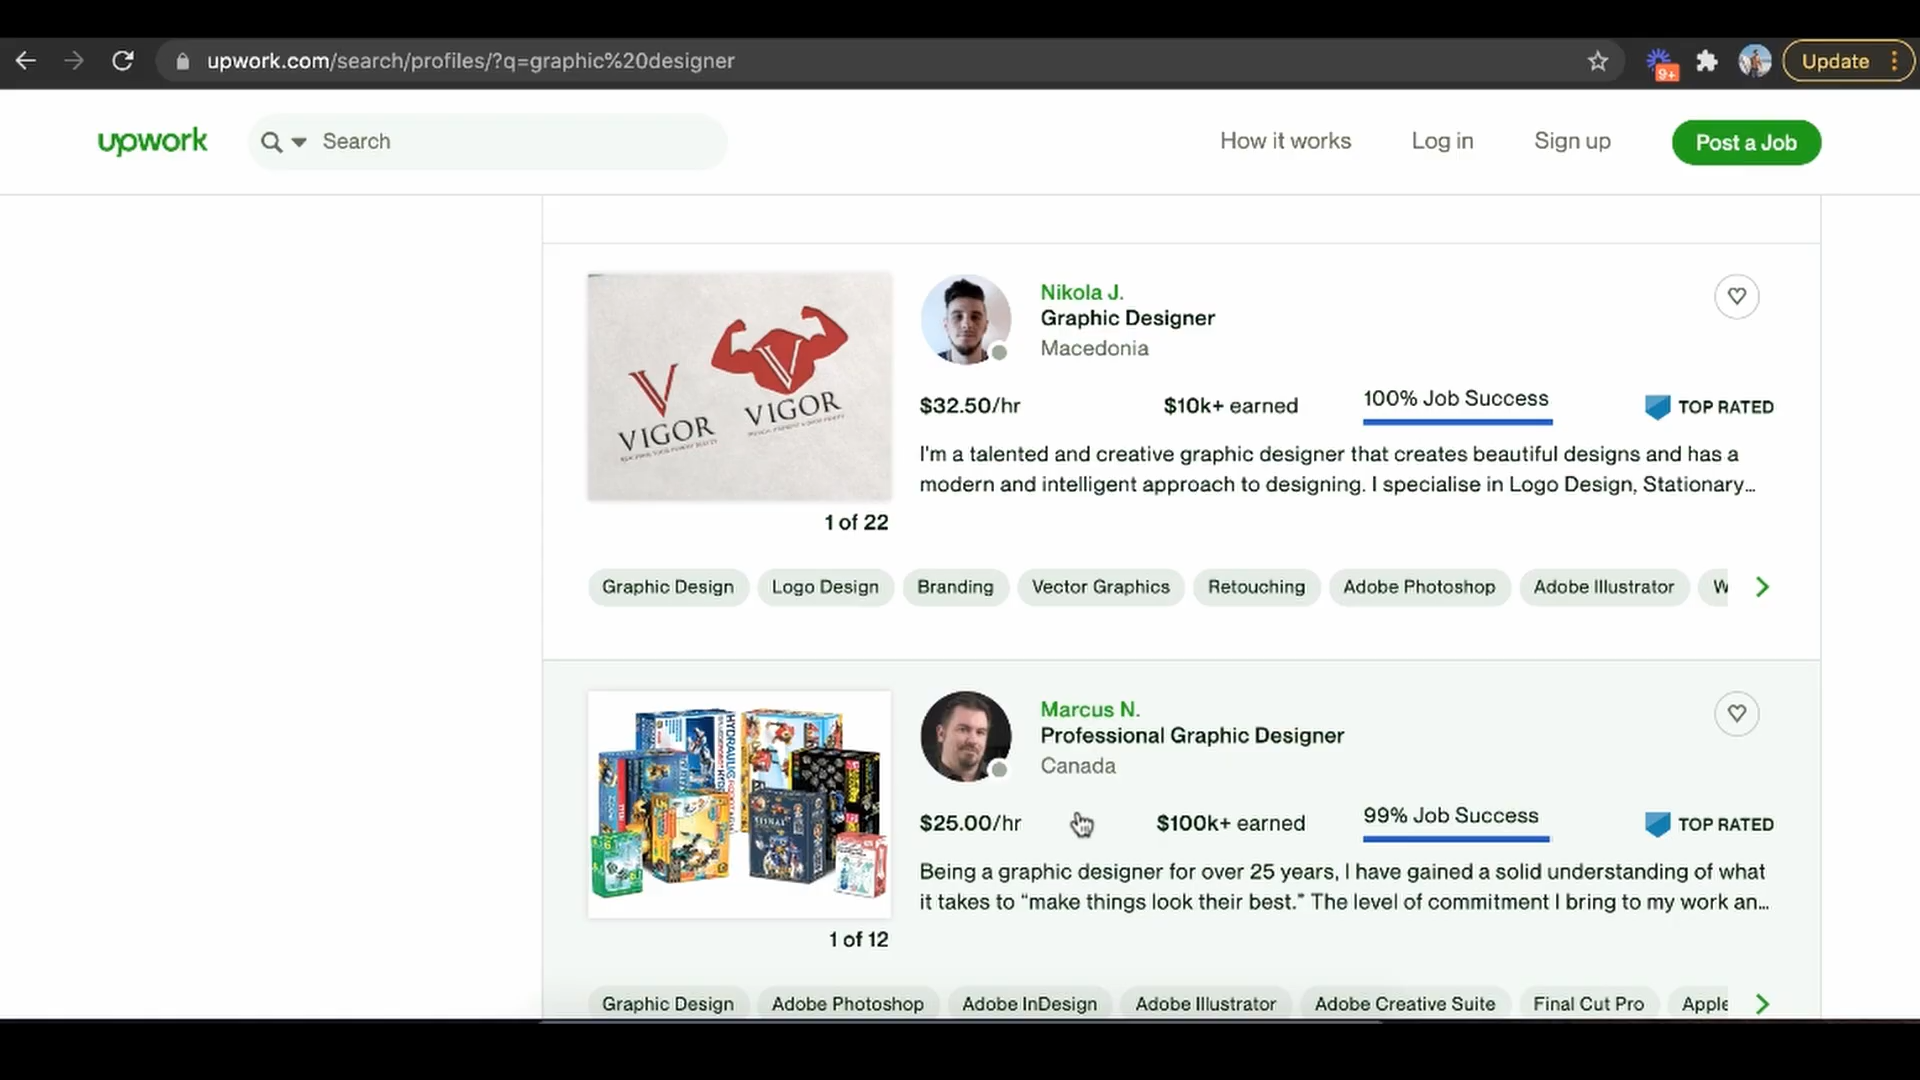 upwork.com/search/profiles/?q=graphic%20designer
9+
Update
upwork
Search
How it works
Log in
Sign up
Post a Job
V
VIGOR
V
VIGOR
1 of 22
Nikola J.
Graphic Designer
Macedonia
$32.50/hr
$10k+ earned
100% Job Success
TOP RATED
I'm a talented and creative graphic designer that creates beautiful designs and has a
modern and intelligent approach to designing. I specialise in Logo Design, Stationary...
Graphic Design
Logo Design
Branding
Vector Graphics
Retouching
Adobe Photoshop
Adobe Illustrator
W
HYDRAULIC
1 of 12
Marcus N.
Professional Graphic Designer
Canada
$25.00/hr
$100k+ earned
99% Job Success
TOP RATED
Being a graphic designer for over 25 years, I have gained a solid understanding of what
it takes to “make things look their best.” The level of commitment I bring to my work an...
Graphic Design
Adobe Photoshop
Adobe InDesign
Adobe Illustrator
Adobe Creative Suite
Final Cut Pro
Apple